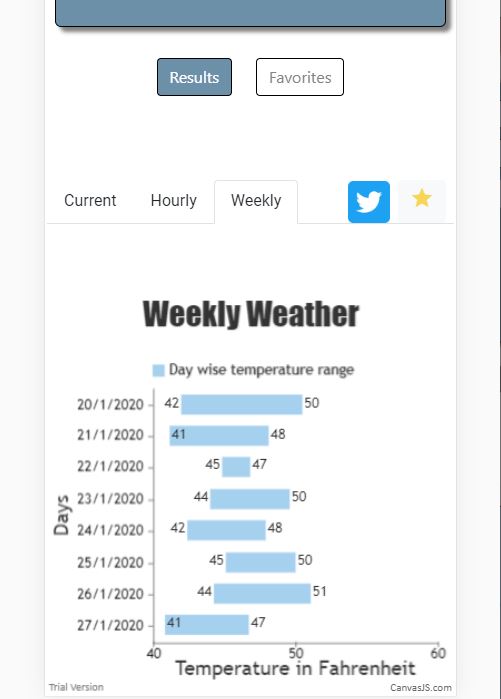 Results Favorites
Current Hourly Weekly
Weekly Weather
Day wise temperature range
20/1/2020 42 50
21/1/2020 41 48
22/1/2020 45 47
23/1/2020 44 50
24/1/2020 42 48
25/1/2020 45 50
26/1/2020 44 51
27/1/2020 41 47
Days
40 50 60
Temperature in Fahrenheit
Trial Version CanvasJS.com